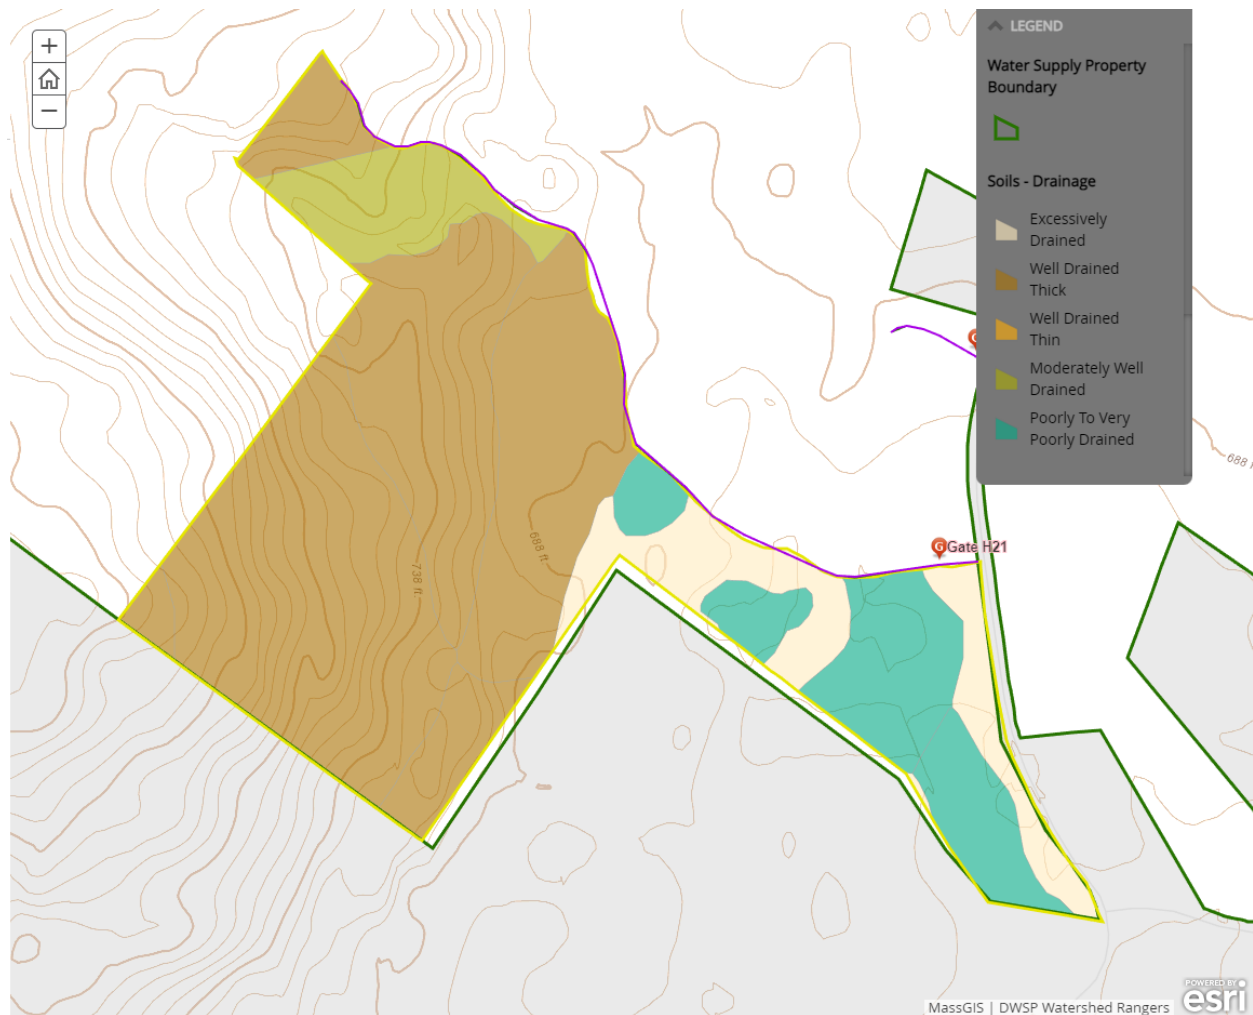 +
−
LEGEND
Water Supply Property
Boundary
Soils - Drainage
Excessively
Drained
Well Drained
Thick
Well Drained
Thin
Moderately Well
Drained
Poorly To Very
Poorly Drained
688
G
Gate H21
688 ft
738 ft
MassGIS | DWSP Watershed Rangers
POWERED BY
esri